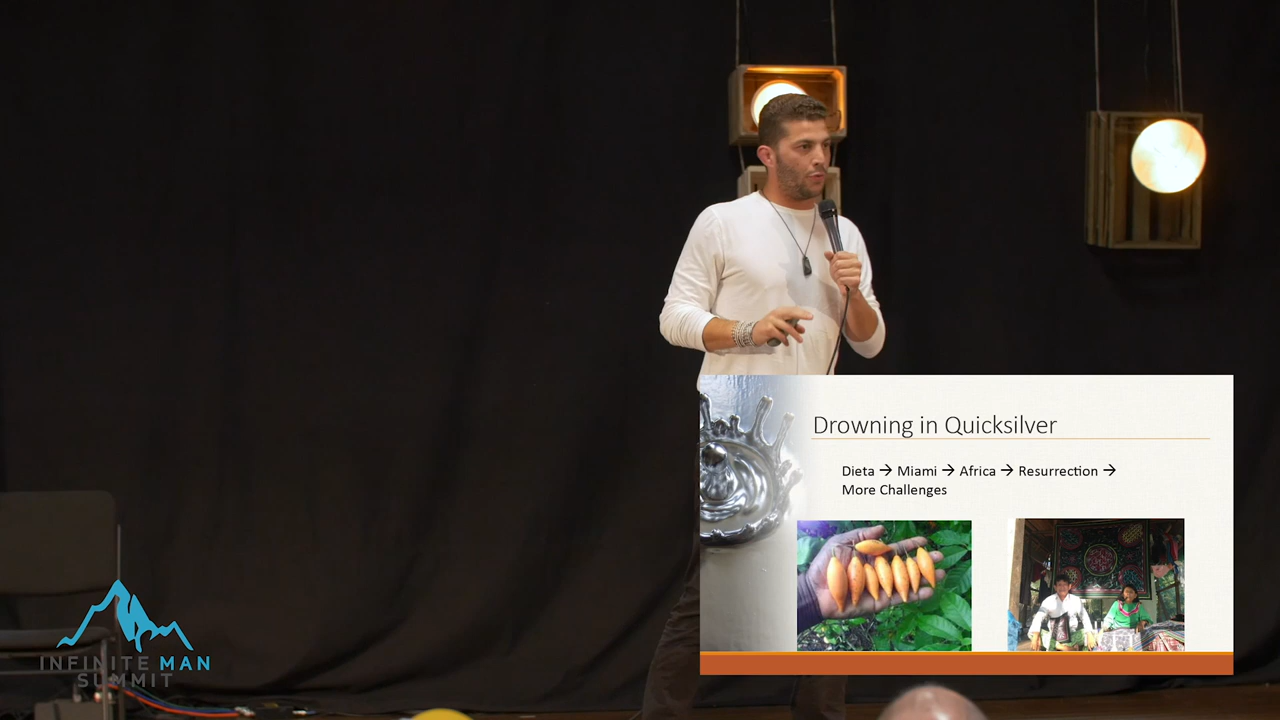 Drowning in Quicksilver
Dieta → Miami → Africa → Resurrection →
More Challenges
INFINITE MAN
SUMMIT